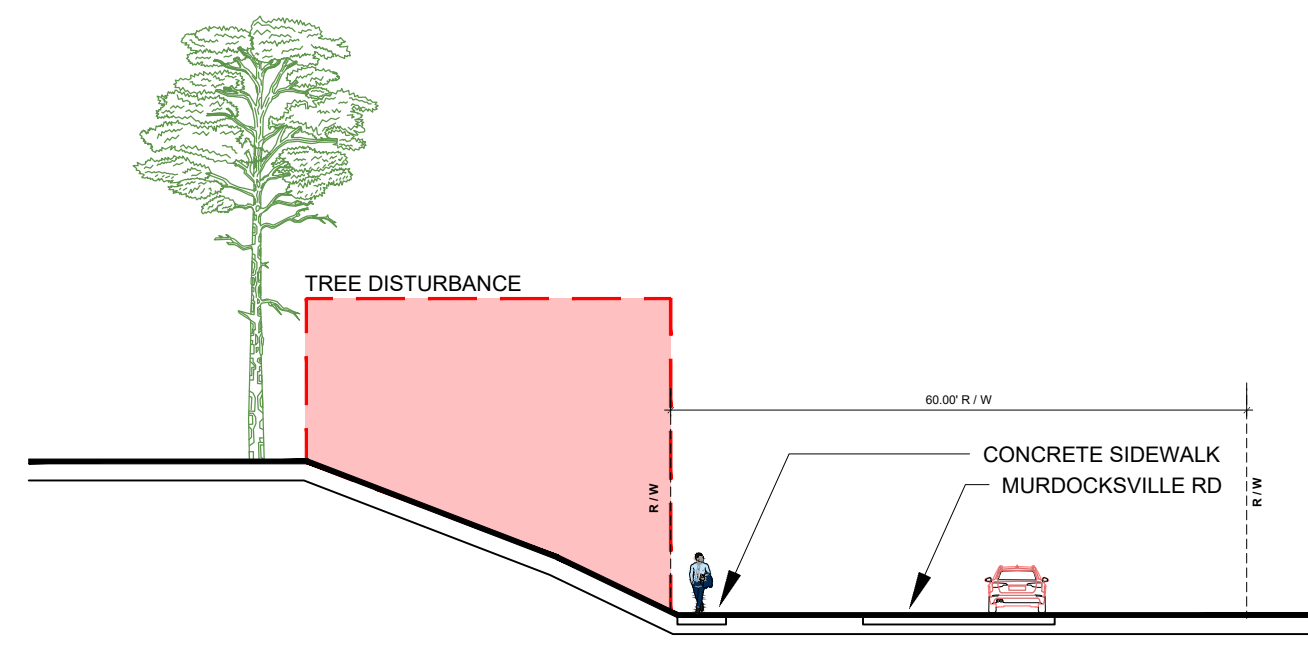 TREE DISTURBANCE
60.00' R / W
CONCRETE SIDEWALK
MURDOCKSVILLE RD
R / W
R / W